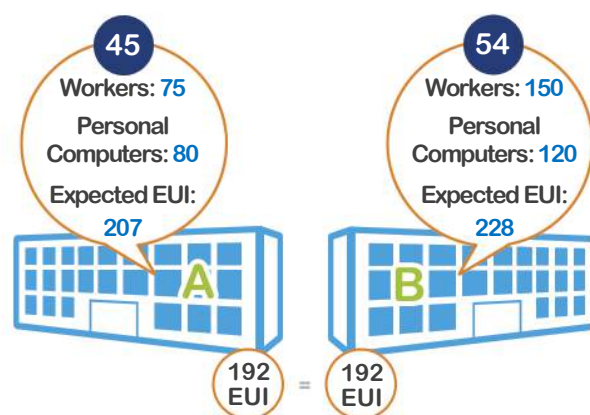 45
Workers: 75
Personal
Computers: 80
Expected EUI:
207
54
Workers: 150
Personal
Computers: 120
Expected EUI:
228
A
B
192
EUI
=
192
EUI